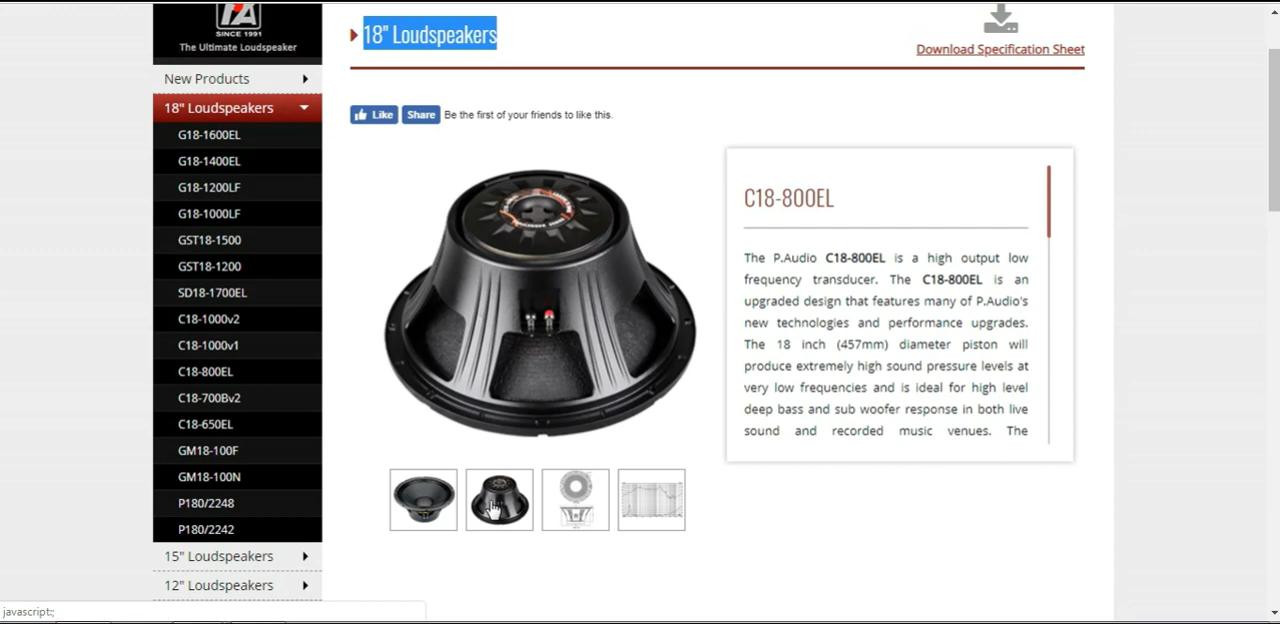 SINCE 1991
The Ultimate Loudspeaker
New Products
18" Loudspeakers
G18-1600EL
G18-1400EL
G18-1200LF
G18-1000LF
GST18-1500
GST18-1200
SD18-1700EL
C18-1000v2
C18-1000v1
C18-800EL
C18-700Bv2
C18-650EL
GM18-100F
GM18-100N
P180/2248
P180/2242
15" Loudspeakers
12" Loudspeakers
18" Loudspeakers
Download Specification Sheet
Like Share Be the first of your friends to like this.
C18-800EL
The P.Audio C18-800EL is a high output low
frequency transducer. The C18-800EL is an
upgraded design that features many of P.Audio's
new technologies and performance upgrades.
The 18 inch (457mm) diameter piston will
produce extremely high sound pressure levels at
very low frequencies and is ideal for high level
deep bass and sub woofer response in both live
sound and recorded music venues. The
javascript:;